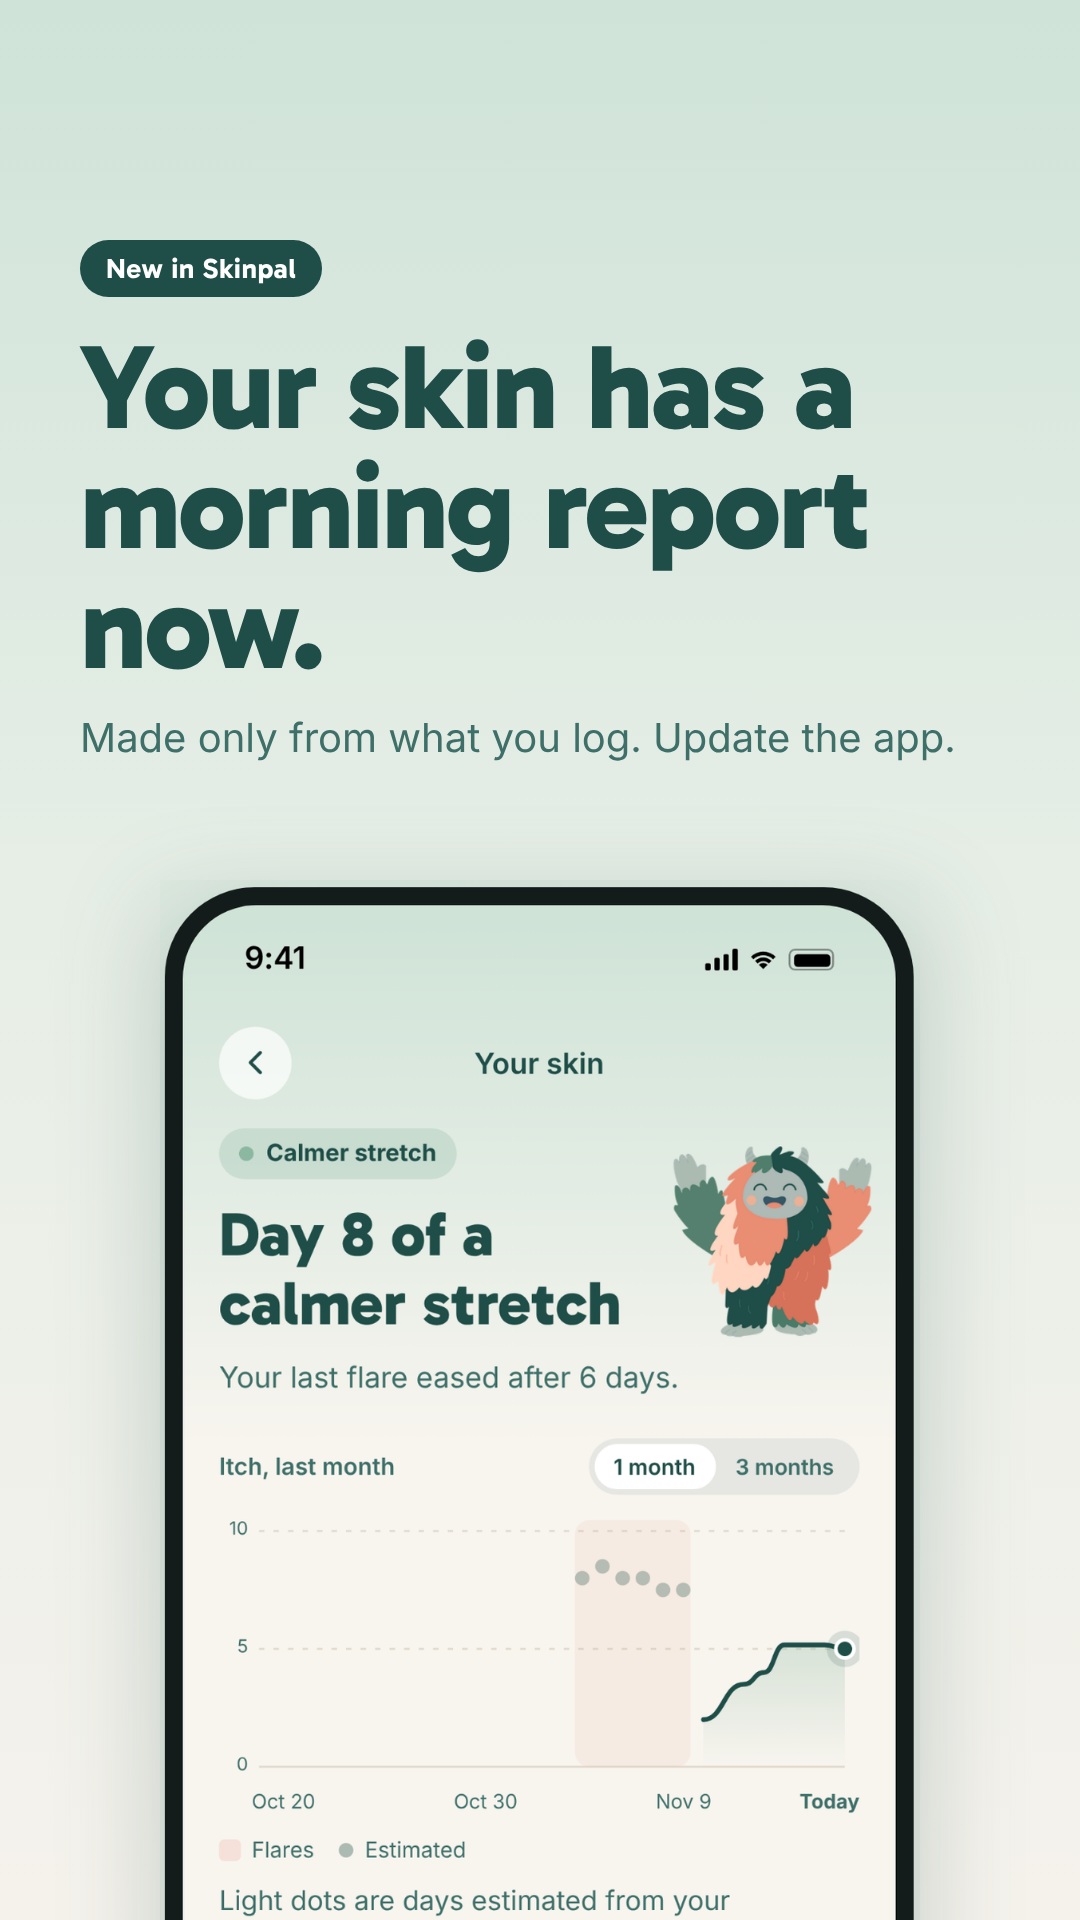 New in Skinpal
Your skin has a
morning report
now.
Made only from what you log. Update the app.
9:41
Your skin
Calmer stretch
Day 8 of a
calmer stretch
Your last flare eased after 6 days.
Itch, last month
1 month
3 months
10
5
0
Oct 20
Oct 30
Nov 9
Today
Flares
Estimated
Light dots are days estimated from your